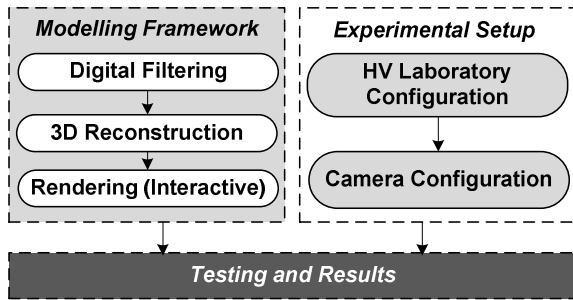 Modelling Framework
Digital Filtering
3D Reconstruction
Rendering (Interactive)
Experimental Setup
HV Laboratory
Configuration
Camera Configuration
Testing and Results